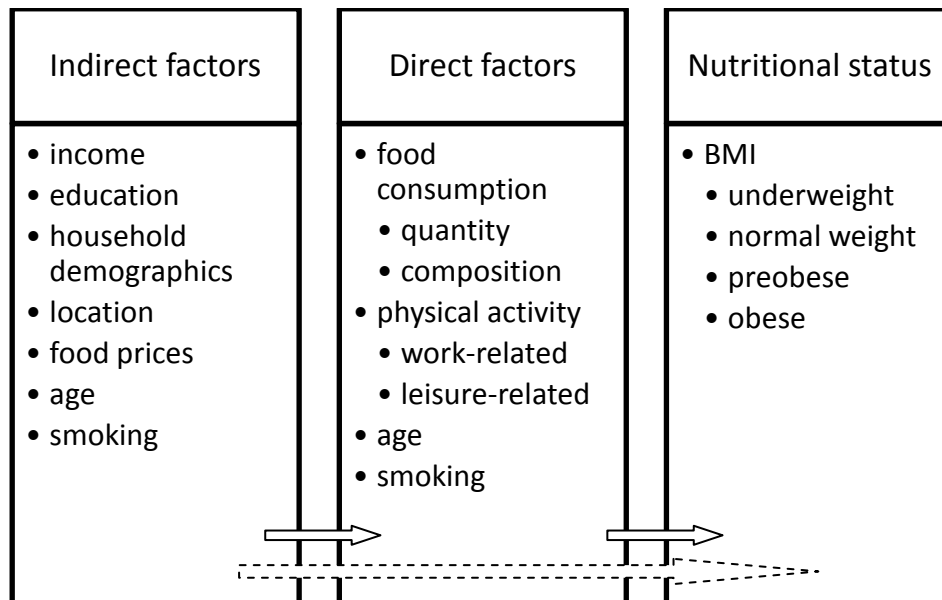 Indirect factors
• income
• education
• household
demographics
• location
• food prices
• age
• smoking
Direct factors
• food
consumption
• quantity
• composition
• physical activity
• work-related
• leisure-related
• age
• smoking
Nutritional status
• BMI
• underweight
• normal weight
• preobese
• obese